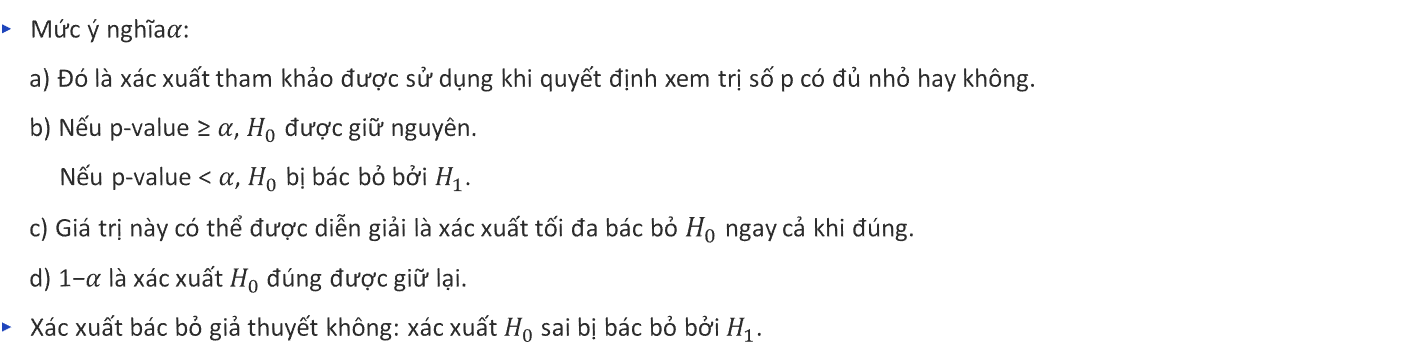 ▸ Mức ý nghĩa𝛼:
a) Đó là xác xuất tham khảo được sử dụng khi quyết định xem trị số p có đủ nhỏ hay không.
b) Nếu p-value ≥ 𝛼, 𝐻₀ được giữ nguyên.
Nếu p-value < 𝛼, 𝐻₀ bị bác bỏ bởi 𝐻₁.
c) Giá trị này có thể được diễn giải là xác xuất tối đa bác bỏ 𝐻₀ ngay cả khi đúng.
d) 1−𝛼 là xác xuất 𝐻₀ đúng được giữ lại.
▸ Xác xuất bác bỏ giả thuyết không: xác xuất 𝐻₀ sai bị bác bỏ bởi 𝐻₁.